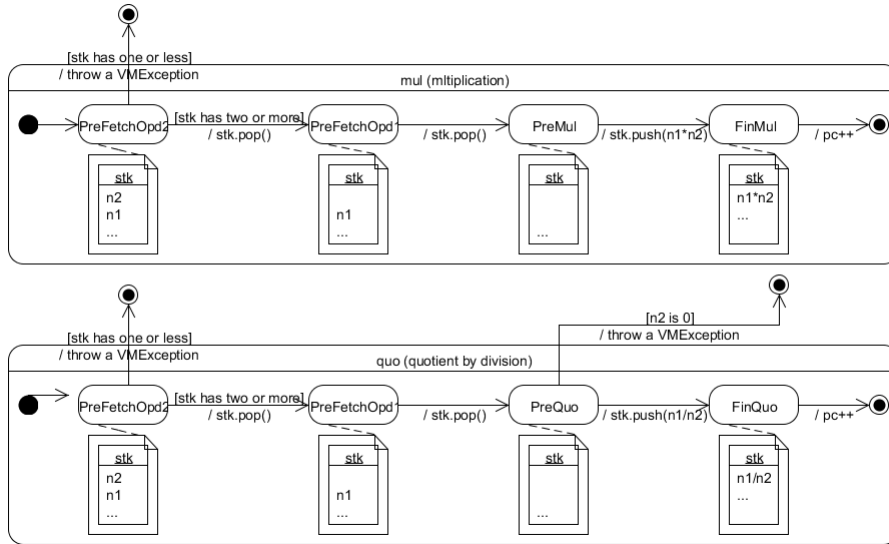 [stk has one or less]
/ throw a VMException
mul (mltiplication)
PreFetchOpd2
[stk has two or more]
/ stk.pop()
PreFetchOpd
/ stk.pop()
PreMul
/ stk.push(n1*n2)
FinMul
/ pc++
stk
n2
n1
...
stk
n1
...
stk
...
stk
n1*n2
...
[stk has one or less]
/ throw a VMException
[n2 is 0]
/ throw a VMException
quo (quotient by division)
PreFetchOpd2
[stk has two or more]
/ stk.pop()
PreFetchOpd
/ stk.pop()
PreQuo
/ stk.push(n1/n2)
FinQuo
/ pc++
stk
n2
n1
...
stk
n1
...
stk
...
stk
n1/n2
...